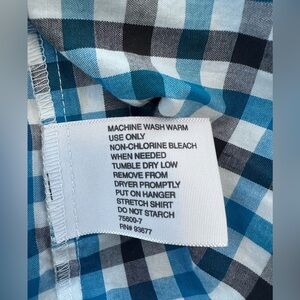 MACHINE WASH WARM
USE ONLY
NON-CHLORINE BLEACH
WHEN NEEDED
TUMBLE DRY LOW
REMOVE FROM
DRYER PROMPTLY
PUT ON HANGER
STRETCH SHIRT
DO NOT STARCH
75600-7
RN# 93677